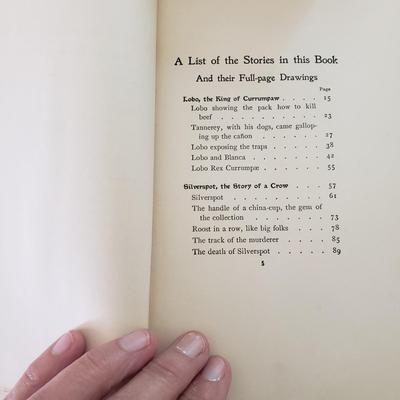 A List of the Stories in this Book
And their Full-page Drawings
Page
Lobo, the King of Currumpaw . . . . 15
Lobo showing the pack how to kill
beef . . . . . . . . . . 23
Tannerey, with his dogs, came gallop-
ing up the cañon . . . . . . 27
Lobo exposing the traps . . . . . 38
Lobo and Blanca . . . . . . . 42
Lobo Rex Currumpæ . . . . . . 55
Silverspot, the Story of a Crow . . . 57
Silverspot . . . . . . . . . 61
The handle of a china-cup, the gem of
the collection . . . . . . . 73
Roost in a row, like big folks . . . . 78
The track of the murderer . . . . 85
The death of Silverspot . . . . . 89
5